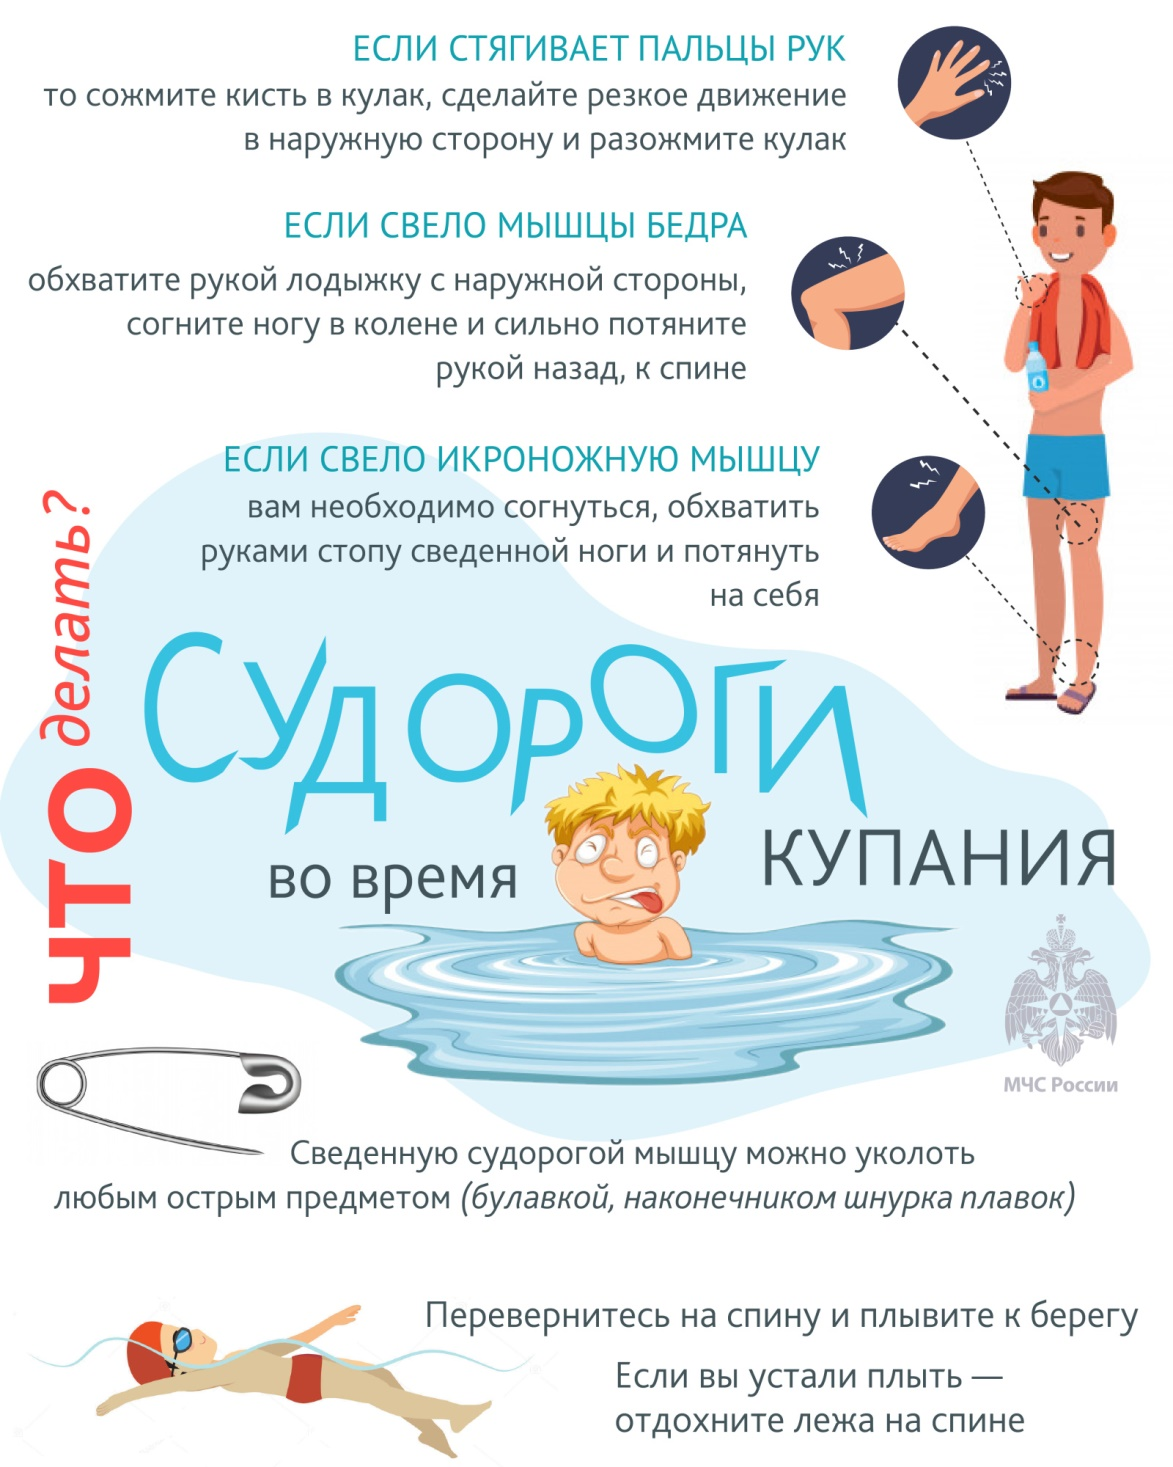 ЕСЛИ СТЯГИВАЕТ ПАЛЬЦЫ РУК
то сожмите кисть в кулак, сделайте резкое движение
в наружную сторону и разожмите кулак
ЕСЛИ СВЕЛО МЫШЦЫ БЕДРА
обхватите рукой лодыжку с наружной стороны,
согните ногу в колене и сильно потяните
рукой назад, к спине
ЕСЛИ СВЕЛО ИКРОНОЖНУЮ МЫШЦУ
вам необходимо согнуться, обхватить
руками стопу сведенной ноги и потянуть
на себя
ЧТО делать?
СУДОРОГИ
во время
КУПАНИЯ
МЧС России
Сведенную судорогой мышцу можно уколоть
любым острым предметом (булавкой, наконечником шнурка плавок)
Перевернитесь на спину и плывите к берегу
Если вы устали плыть —
отдохните лежа на спине